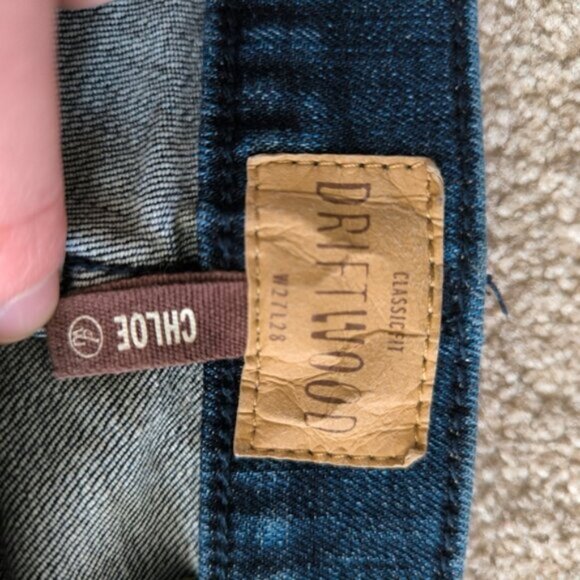 CLASSIC FIT
DRIFTWOOD
W27L28
CHLOE